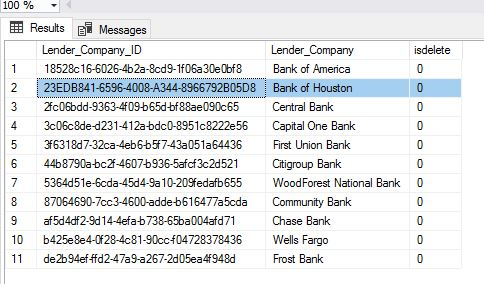 100 %
Results Messages
Lender_Company_ID Lender_Company isdelete
1 18528c16-6026-4b2a-8cd9-1f06a30e0bf8 Bank of America 0
2 23EDB841-6596-4008-A344-8966792B05D8 Bank of Houston 0
3 2fc06bdd-9363-4f09-b65d-bf88ae090c65 Central Bank 0
4 3c06c8de-d231-412a-bdc0-8951c8222e56 Capital One Bank 0
5 3f6318d7-32ca-4eb6-b5f7-43a051a64436 First Union Bank 0
6 44b8790a-bc2f-4607-b936-5afcf3c2d521 Citigroup Bank 0
7 5364d51e-6cda-45d4-9a10-209fedafb655 WoodForest National Bank 0
8 87064690-7cc3-4600-adde-b616477a5cda Community Bank 0
9 af5d4df2-9d14-4efa-b738-65ba004afd71 Chase Bank 0
10 b425e8e4-0f28-4c81-90cc-f04728378436 Wells Fargo 0
11 de2b94ef-ffd2-47a9-a267-2d05ea4f948d Frost Bank 0